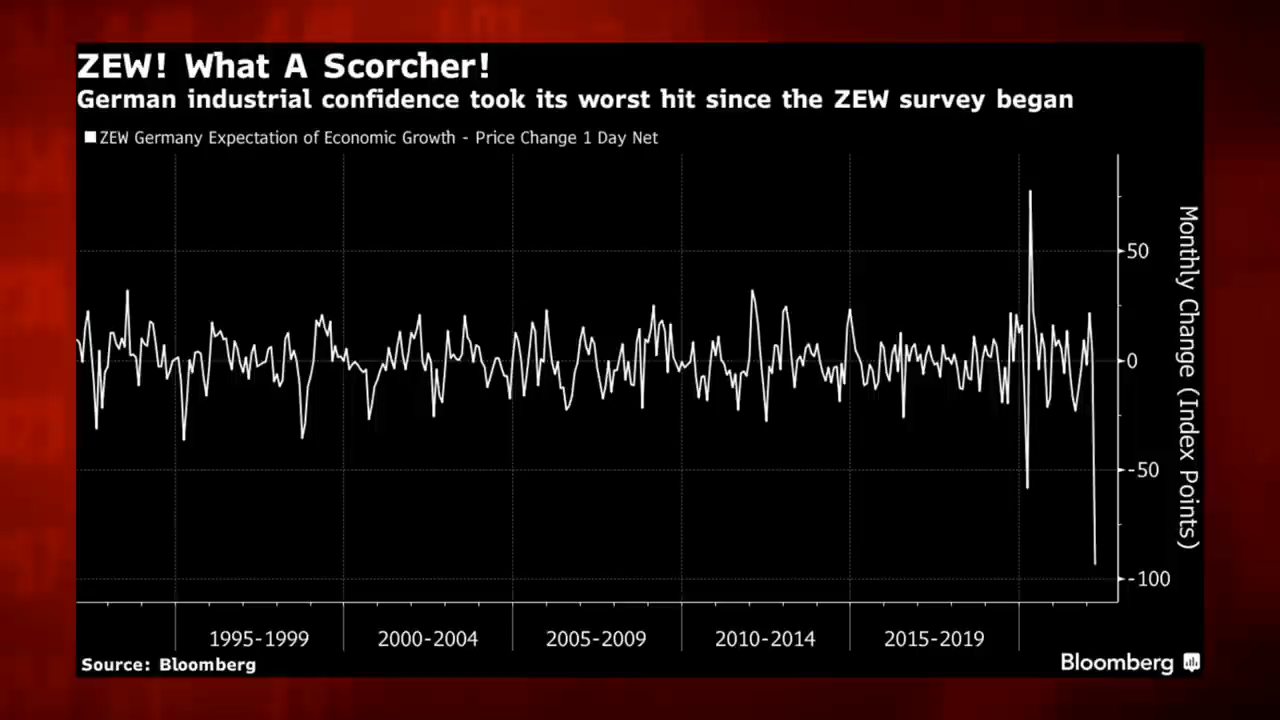 ZEW! What A Scorcher!
German industrial confidence took its worst hit since the ZEW survey began
ZEW Germany Expectation of Economic Growth - Price Change 1 Day Net
50
0
-50
-100
Monthly Change (Index Points)
1995-1999
2000-2004
2005-2009
2010-2014
2015-2019
Source: Bloomberg
Bloomberg